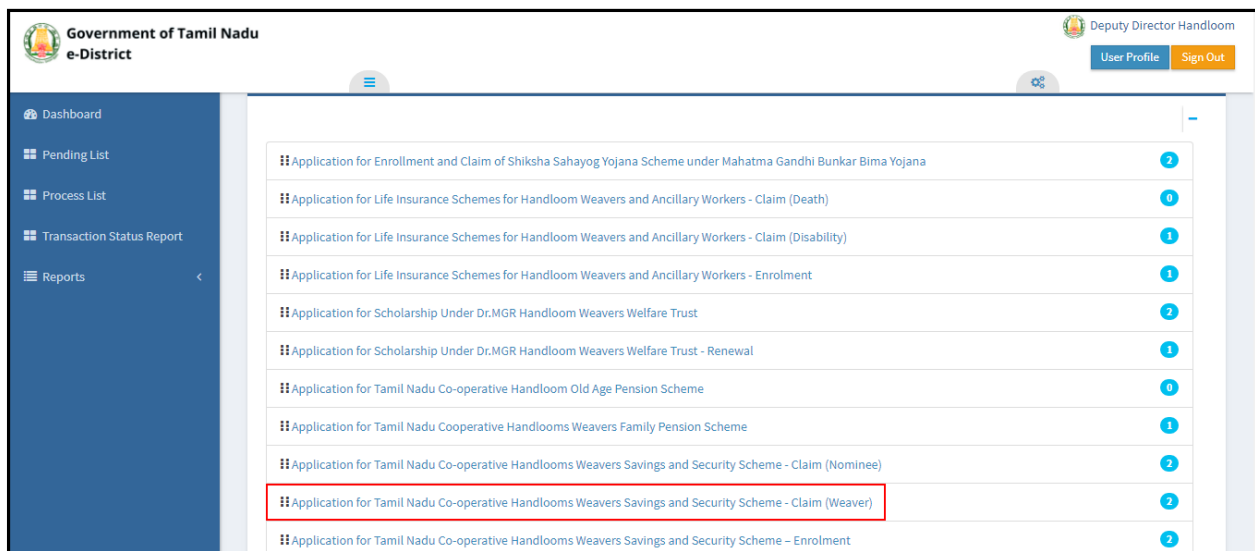 Government of Tamil Nadu
e-District
Deputy Director Handloom
User Profile
Sign Out
Dashboard
Pending List
Process List
Transaction Status Report
Reports
Application for Enrollment and Claim of Shiksha Sahayog Yojana Scheme under Mahatma Gandhi Bunkar Bima Yojana 2
Application for Life Insurance Schemes for Handloom Weavers and Ancillary Workers - Claim (Death) 0
Application for Life Insurance Schemes for Handloom Weavers and Ancillary Workers - Claim (Disability) 1
Application for Life Insurance Schemes for Handloom Weavers and Ancillary Workers - Enrolment 1
Application for Scholarship Under Dr.MGR Handloom Weavers Welfare Trust 2
Application for Scholarship Under Dr.MGR Handloom Weavers Welfare Trust - Renewal 1
Application for Tamil Nadu Co-operative Handloom Old Age Pension Scheme 0
Application for Tamil Nadu Cooperative Handlooms Weavers Family Pension Scheme 1
Application for Tamil Nadu Co-operative Handlooms Weavers Savings and Security Scheme - Claim (Nominee) 2
Application for Tamil Nadu Co-operative Handlooms Weavers Savings and Security Scheme - Claim (Weaver) 2
Application for Tamil Nadu Co-operative Handlooms Weavers Savings and Security Scheme – Enrolment 2